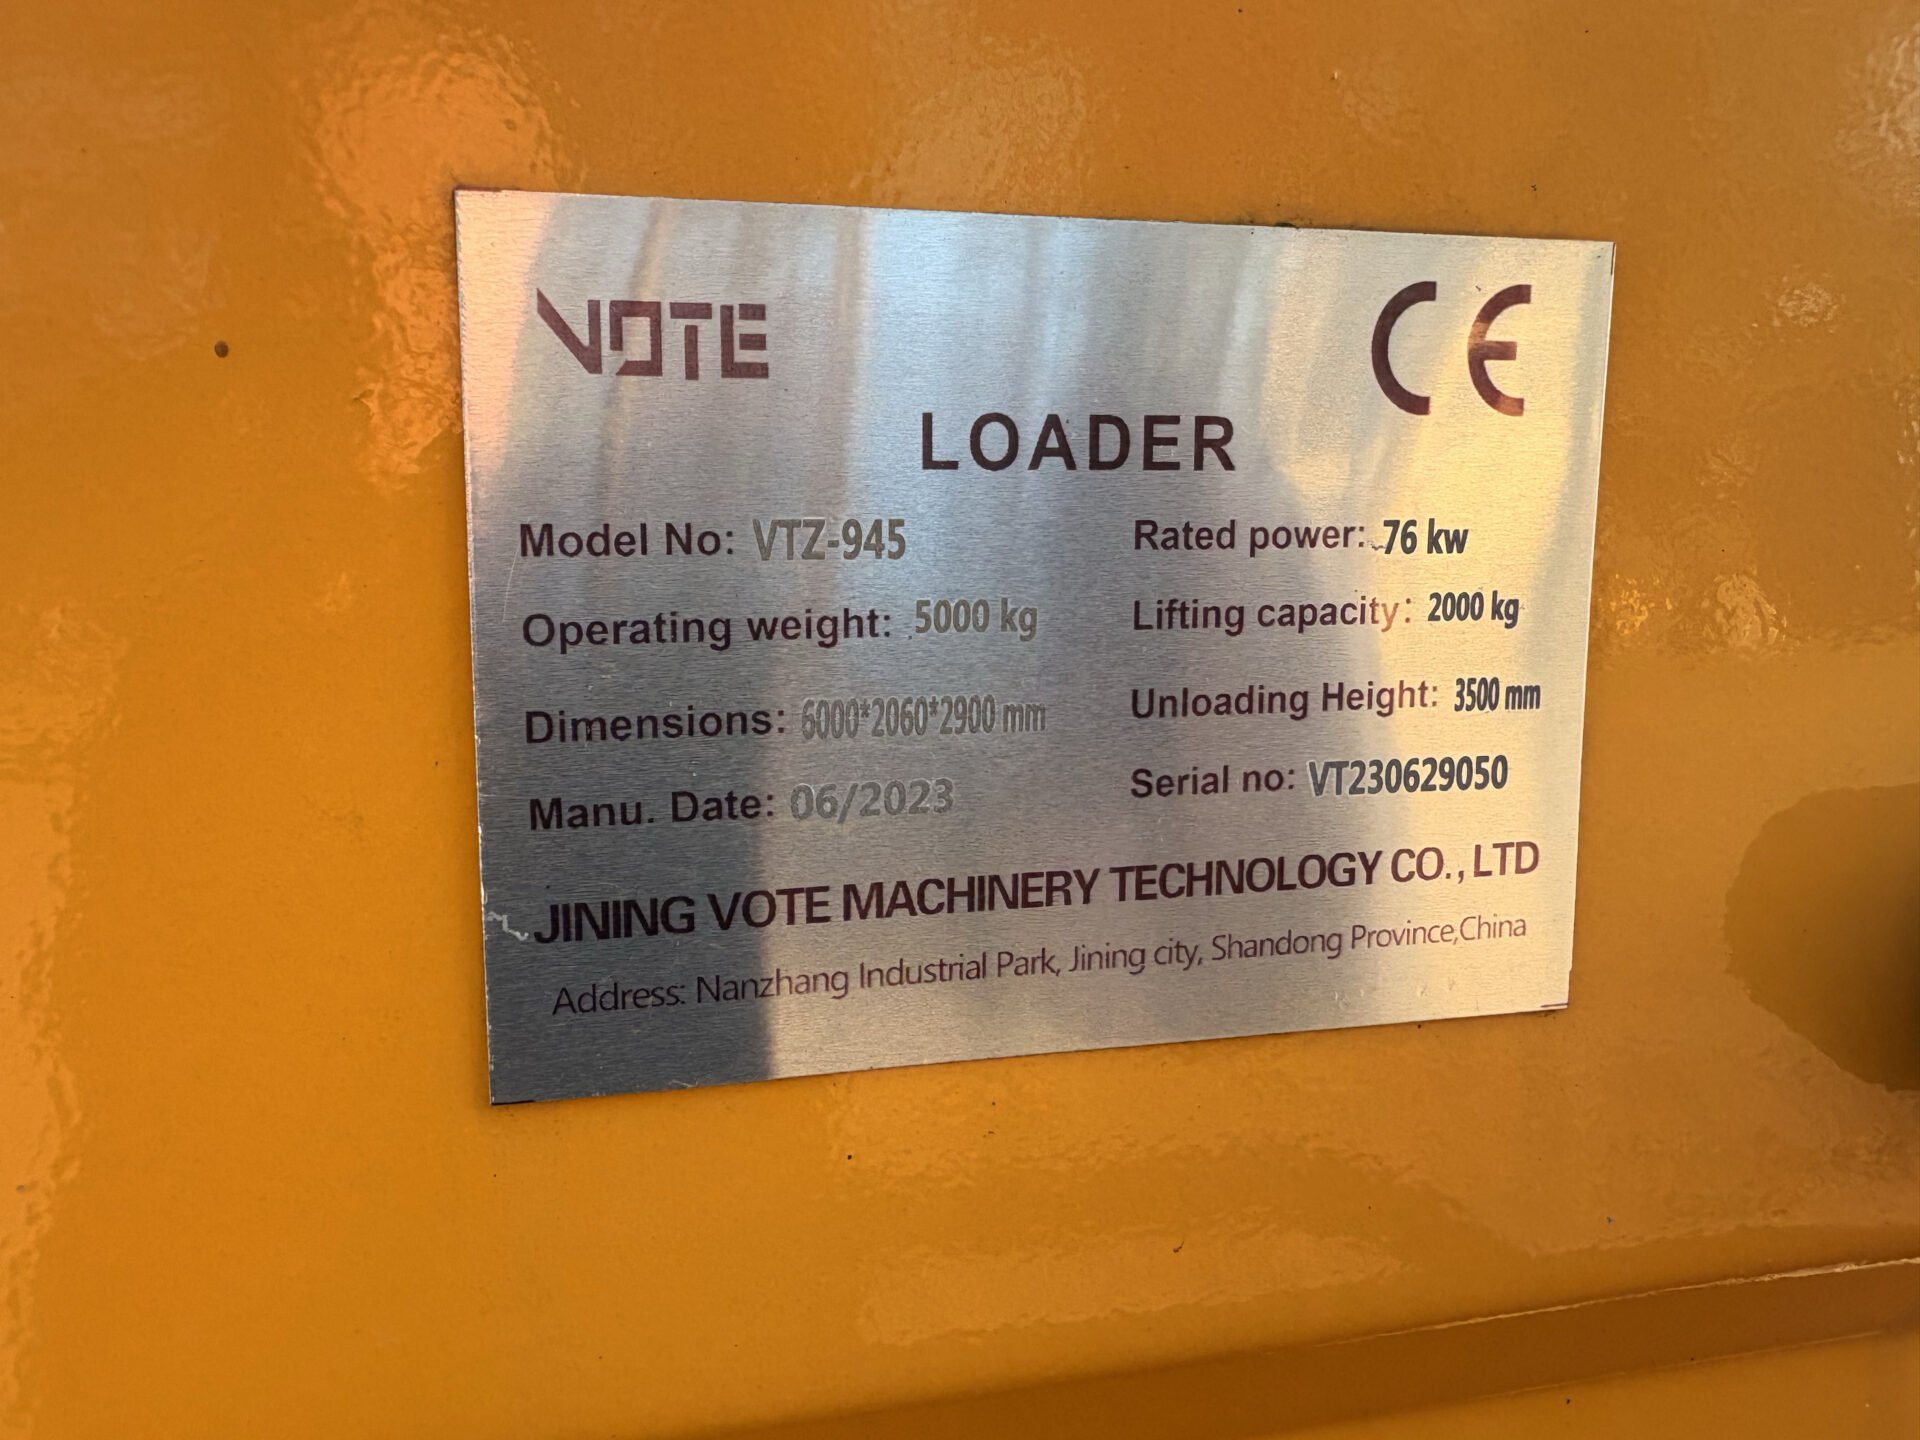 VOTE CE
LOADER
Model No: VTZ-945 Rated power: 76 kw
Operating weight: 5000 kg Lifting capacity: 2000 kg
Dimensions: 6000*2060*2900 mm Unloading Height: 3500 mm
Manu. Date: 06/2023 Serial no: VT230629050
JINING VOTE MACHINERY TECHNOLOGY CO., LTD
Address: Nanzhang Industrial Park, Jining city, Shandong Province,China